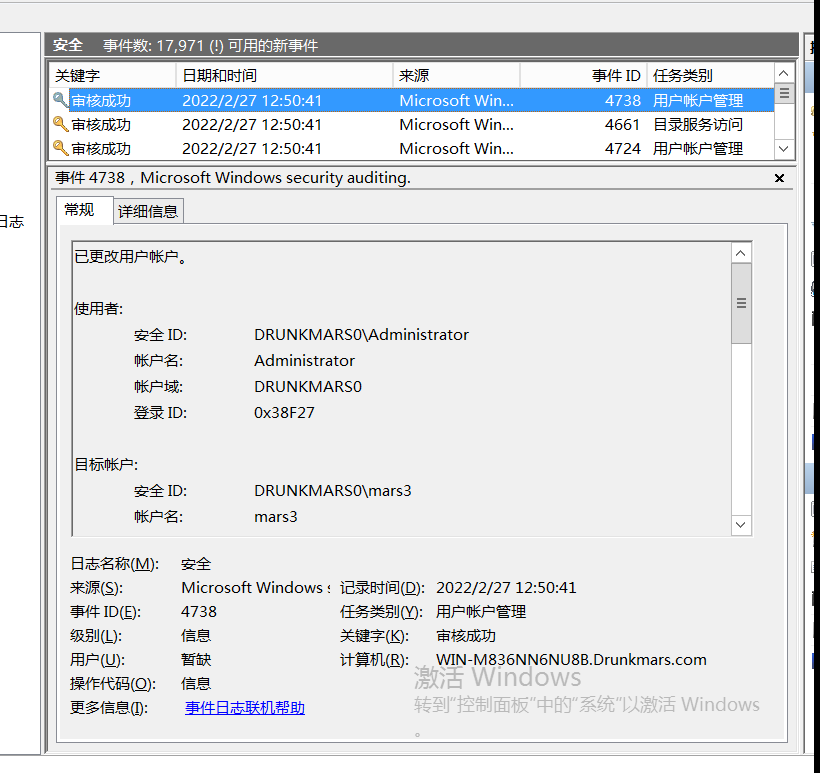 安全 事件数: 17,971 (!) 可用的新事件
关键字 日期和时间 来源 事件 ID 任务类别
审核成功 2022/2/27 12:50:41 Microsoft Win... 4738 用户帐户管理
审核成功 2022/2/27 12:50:41 Microsoft Win... 4661 目录服务访问
审核成功 2022/2/27 12:50:41 Microsoft Win... 4724 用户帐户管理
事件 4738，Microsoft Windows security auditing.
常规 详细信息
日志
已更改用户帐户。
使用者:
安全 ID: DRUNKMARS0\Administrator
帐户名: Administrator
帐户域: DRUNKMARS0
登录 ID: 0x38F27
目标帐户:
安全 ID: DRUNKMARS0\mars3
帐户名: mars3
日志名称(M): 安全
来源(S): Microsoft Windows 记录时间(D): 2022/2/27 12:50:41
事件 ID(E): 4738 任务类别(Y): 用户帐户管理
级别(L): 信息 关键字(K): 审核成功
用户(U): 暂缺 计算机(R): WIN-M836NN6NU8B.Drunkmars.com
操作代码(O): 信息
更多信息(I): 事件日志联机帮助
激活 Windows
转到"控制面板"中的"系统"以激活 Windows
。